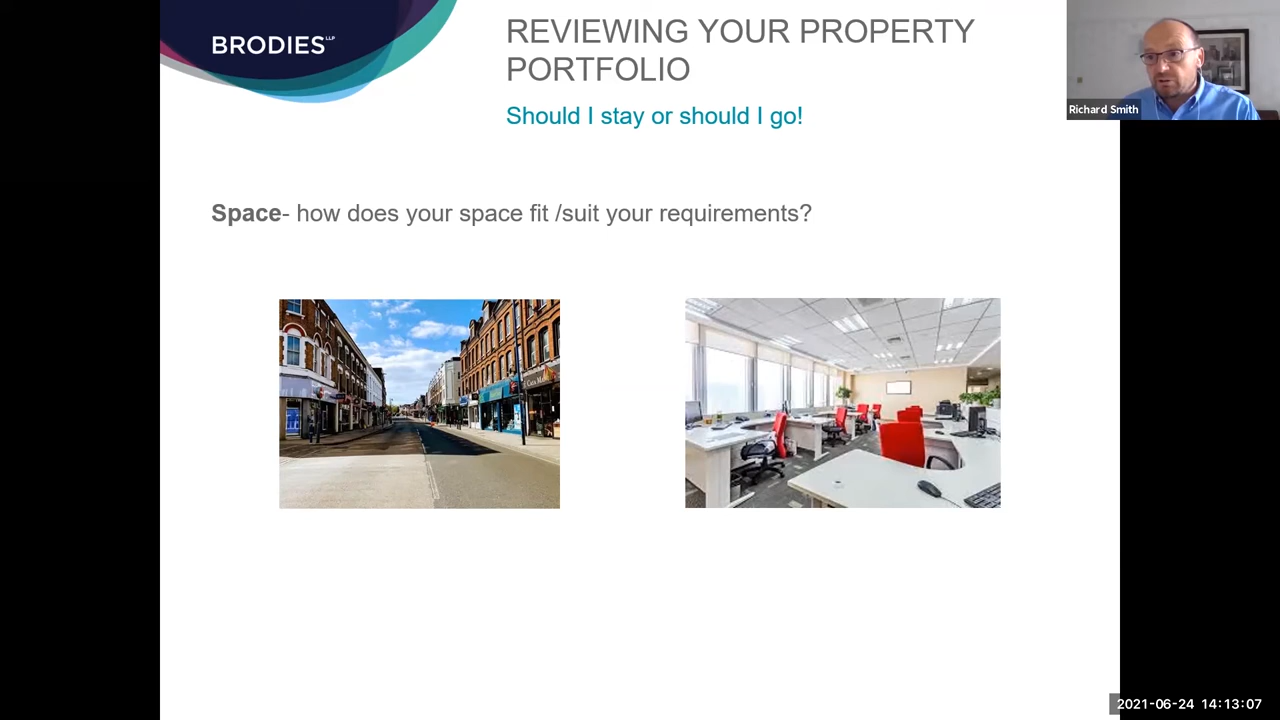 BRODIES LLP
REVIEWING YOUR PROPERTY
PORTFOLIO
Should I stay or should I go!
Richard Smith
Space- how does your space fit /suit your requirements?
2021-06-24 14:13:07